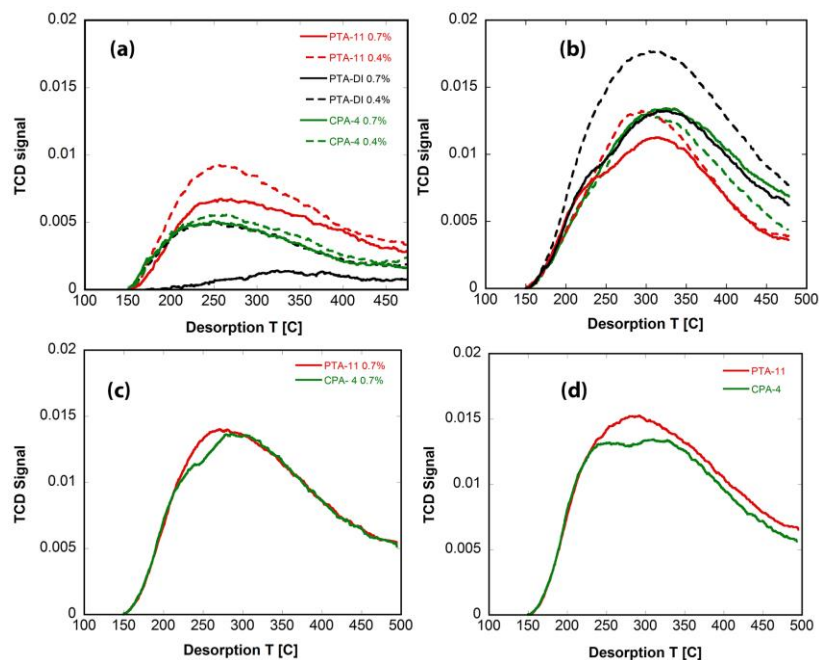 0.02
(a)
PTA-11 0.7%
PTA-11 0.4%
PTA-DI 0.7%
PTA-DI 0.4%
CPA-4 0.7%
CPA-4 0.4%
0.015
0.01
0.005
0
TCD signal
100 150 200 250 300 350 400 450
Desorption T [C]
0.02
(b)
0.015
0.01
0.005
0
TCD signal
100 150 200 250 300 350 400 450 500
Desorption T [C]
0.02
(c)
PTA-11 0.7%
CPA- 4 0.7%
0.015
0.01
0.005
0
TCD Signal
100 150 200 250 300 350 400 450 500
Desorption T [C]
0.02
(d)
PTA-11
CPA-4
0.015
0.01
0.005
0
TCD Signal
100 150 200 250 300 350 400 450 500
Desorption T [C]